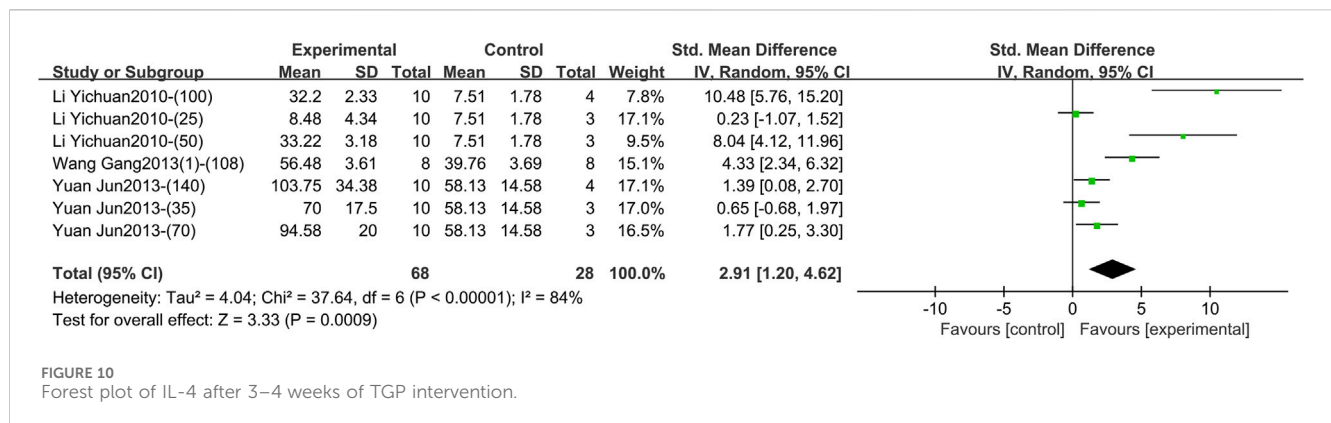 Experimental Control Std. Mean Difference Std. Mean Difference
Study or Subgroup Mean SD Total Mean SD Total Weight IV, Random, 95% CI IV, Random, 95% CI
Li Yichuan2010-(100) 32.2 2.33 10 7.51 1.78 4 7.8% 10.48 [5.76, 15.20]
Li Yichuan2010-(25) 8.48 4.34 10 7.51 1.78 3 17.1% 0.23 [-1.07, 1.52]
Li Yichuan2010-(50) 33.22 3.18 10 7.51 1.78 3 9.5% 8.04 [4.12, 11.96]
Wang Gang2013(1)-(108) 56.48 3.61 8 39.76 3.69 8 15.1% 4.33 [2.34, 6.32]
Yuan Jun2013-(140) 103.75 34.38 10 58.13 14.58 4 17.1% 1.39 [0.08, 2.70]
Yuan Jun2013-(35) 70 17.5 10 58.13 14.58 3 17.0% 0.65 [-0.68, 1.97]
Yuan Jun2013-(70) 94.58 20 10 58.13 14.58 3 16.5% 1.77 [0.25, 3.30]
Total (95% CI) 68 28 100.0% 2.91 [1.20, 4.62]
Heterogeneity: Tau² = 4.04; Chi² = 37.64, df = 6 (P < 0.00001); I² = 84%
Test for overall effect: Z = 3.33 (P = 0.0009)
-10 -5 0 5 10
Favours [control] Favours [experimental]
FIGURE 10
Forest plot of IL-4 after 3–4 weeks of TGP intervention.